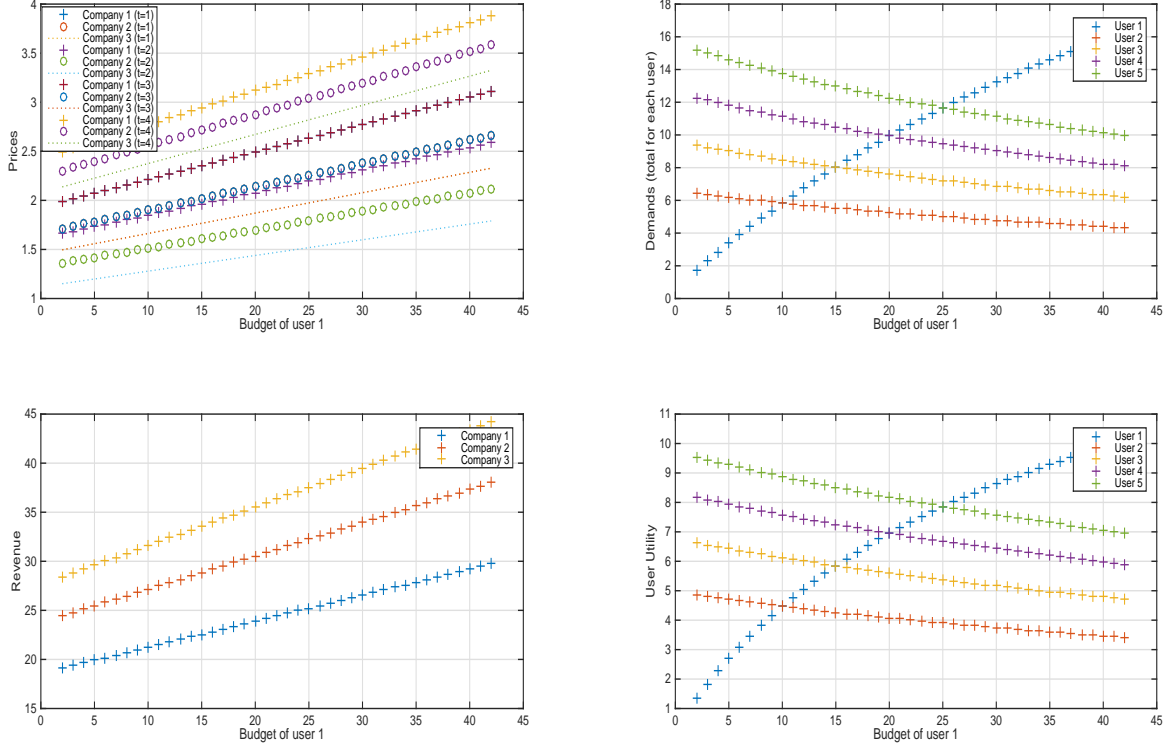 4
3.5
3
2.5
2
1.5
1
Prices
Company 1 (t=1)
Company 2 (t=1)
Company 3 (t=1)
Company 1 (t=2)
Company 2 (t=2)
Company 3 (t=2)
Company 1 (t=3)
Company 2 (t=3)
Company 3 (t=3)
Company 1 (t=4)
Company 2 (t=4)
Company 3 (t=4)
0 5 10 15 20 25 30 35 40 45
Budget of user 1
18
16
14
12
10
8
6
4
2
0
Demands (total for each user)
User 1
User 2
User 3
User 4
User 5
0 5 10 15 20 25 30 35 40 45
Budget of user 1
45
40
35
30
25
20
15
Revenue
Company 1
Company 2
Company 3
0 5 10 15 20 25 30 35 40 45
Budget of user 1
11
10
9
8
7
6
5
4
3
2
1
User Utility
User 1
User 2
User 3
User 4
User 5
0 5 10 15 20 25 30 35 40 45
Budget of user 1